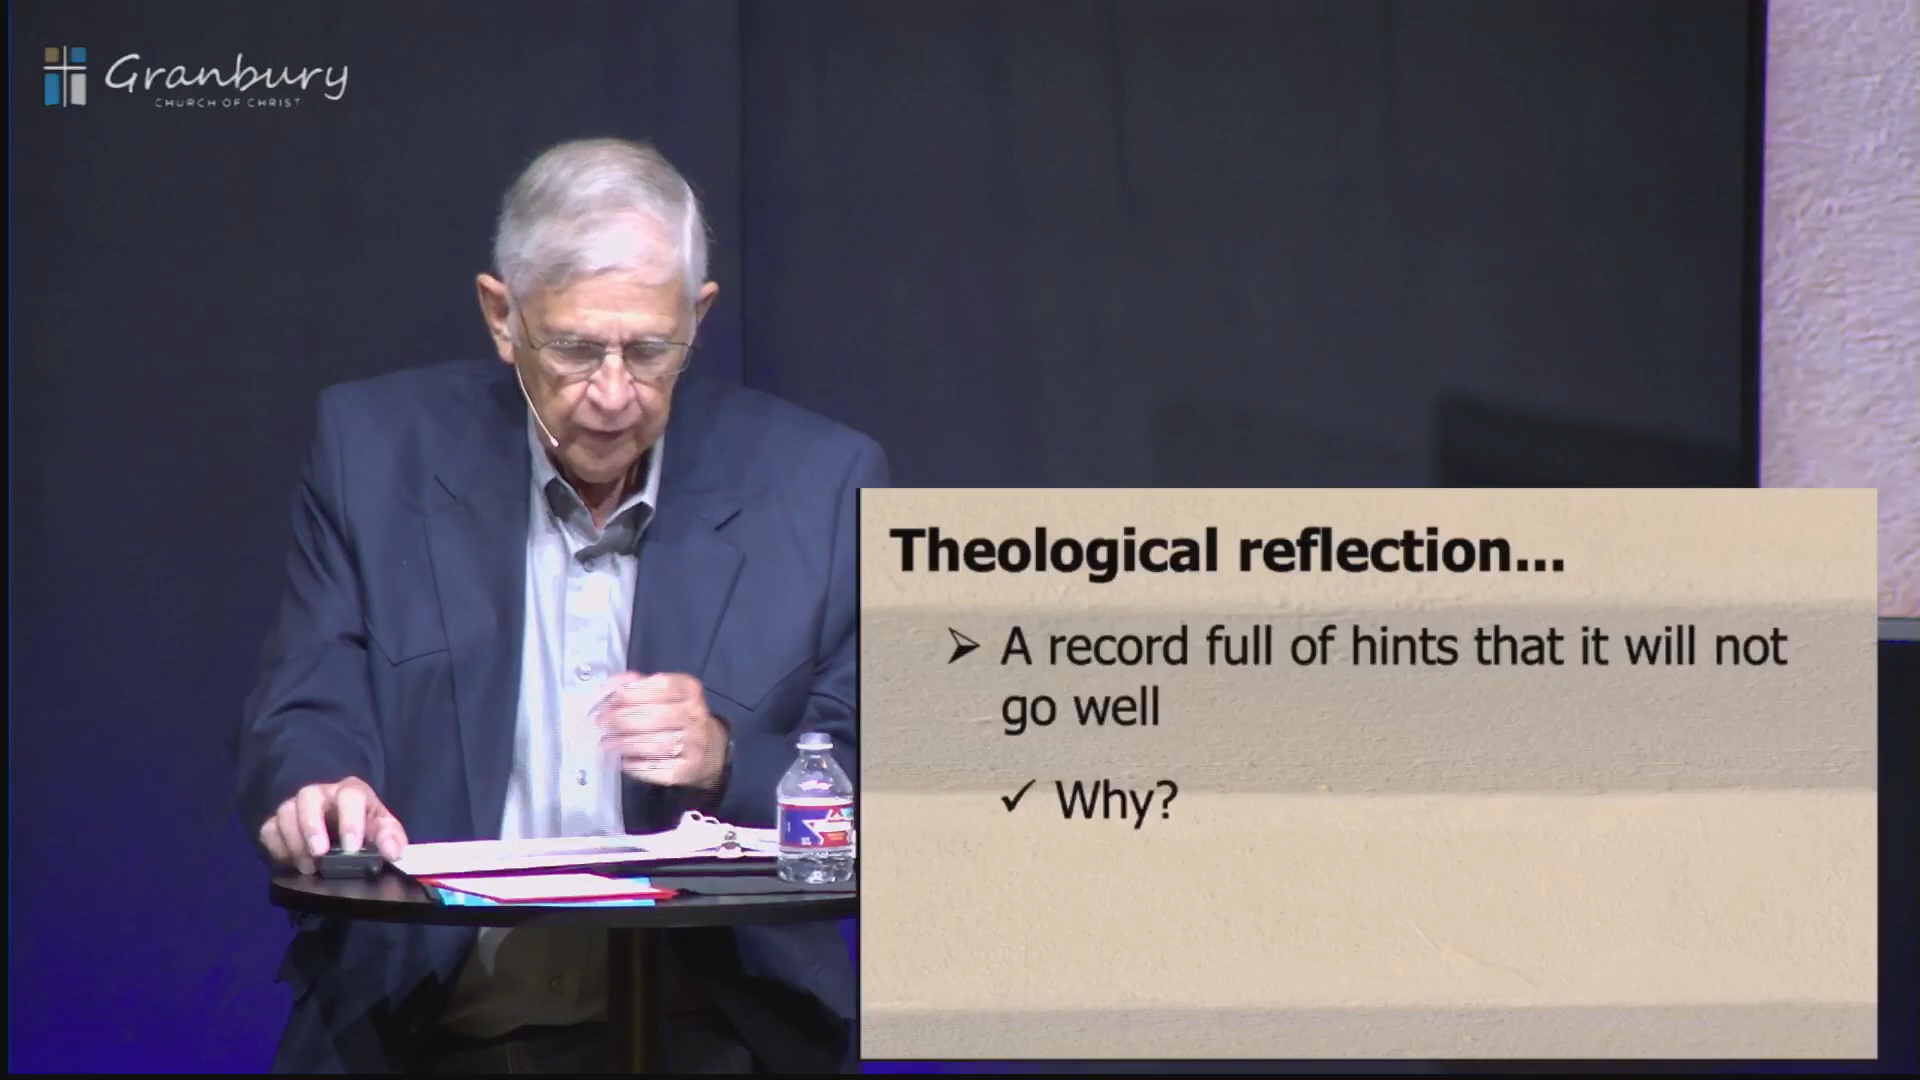 Granbury
CHURCH OF CHRIST
Theological reflection...
➢ A record full of hints that it will not
go well
✓ Why?